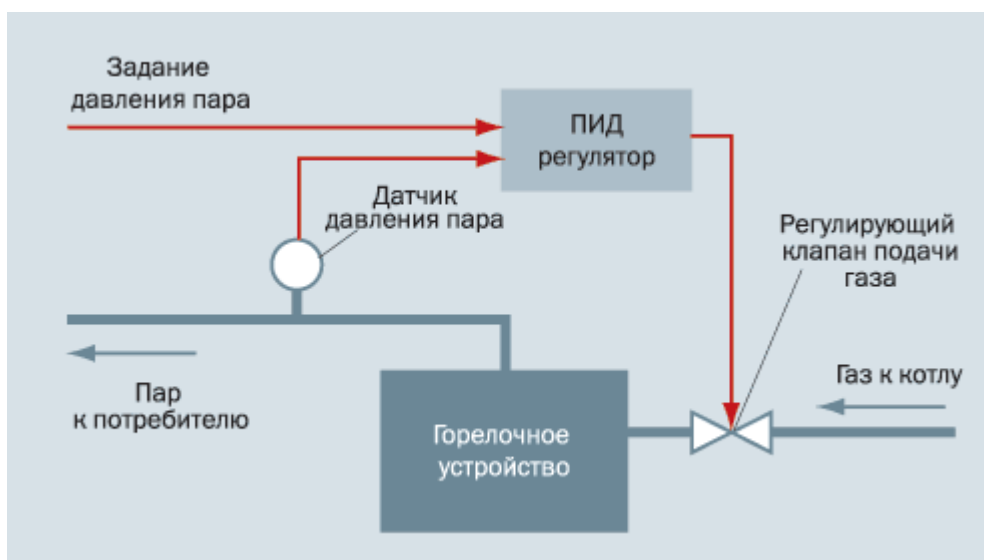 Задание
давления пара
ПИД
регулятор
Датчик
давления пара
Регулирующий
клапан подачи
газа
Газ к котлу
Пар
к потребителю
Горелочное
устройство